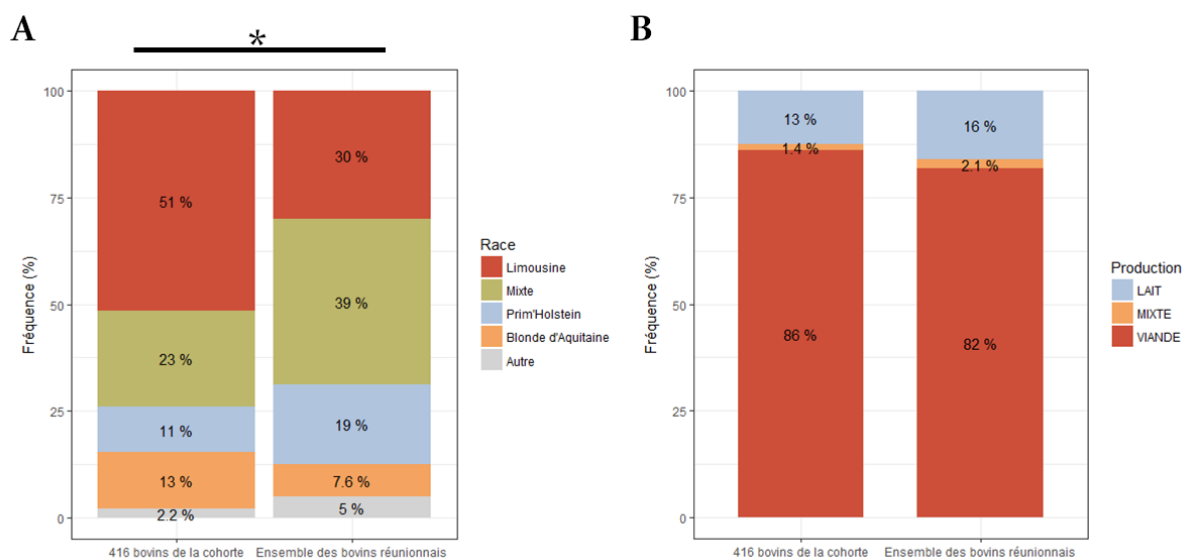 A
*
B
Fréquence (%)
100
75
50
25
0
51 %
23 %
11 %
13 %
2.2 %
30 %
39 %
19 %
7.6 %
5 %
416 bovins de la cohorte
Ensemble des bovins réunionnais
Race
Limousine
Mixte
Prim'Holstein
Blonde d'Aquitaine
Autre
Fréquence (%)
100
75
50
25
0
13 %
1.4 %
86 %
16 %
2.1 %
82 %
416 bovins de la cohorte
Ensemble des bovins réunionnais
Production
LAIT
MIXTE
VIANDE